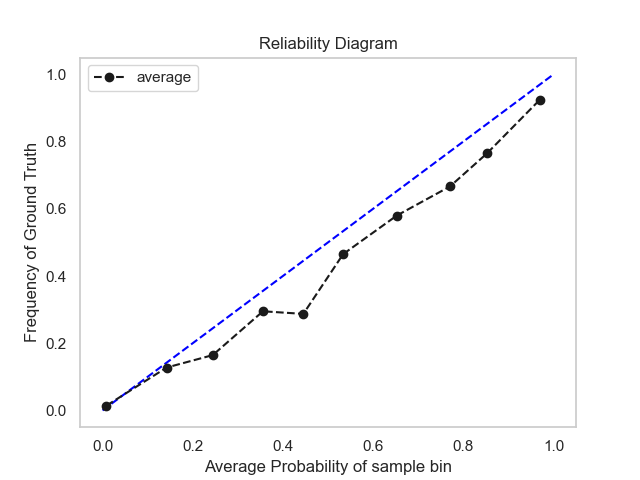 Reliability Diagram
average
1.0
0.8
0.6
0.4
0.2
0.0
Frequency of Ground Truth
0.0 0.2 0.4 0.6 0.8 1.0
Average Probability of sample bin